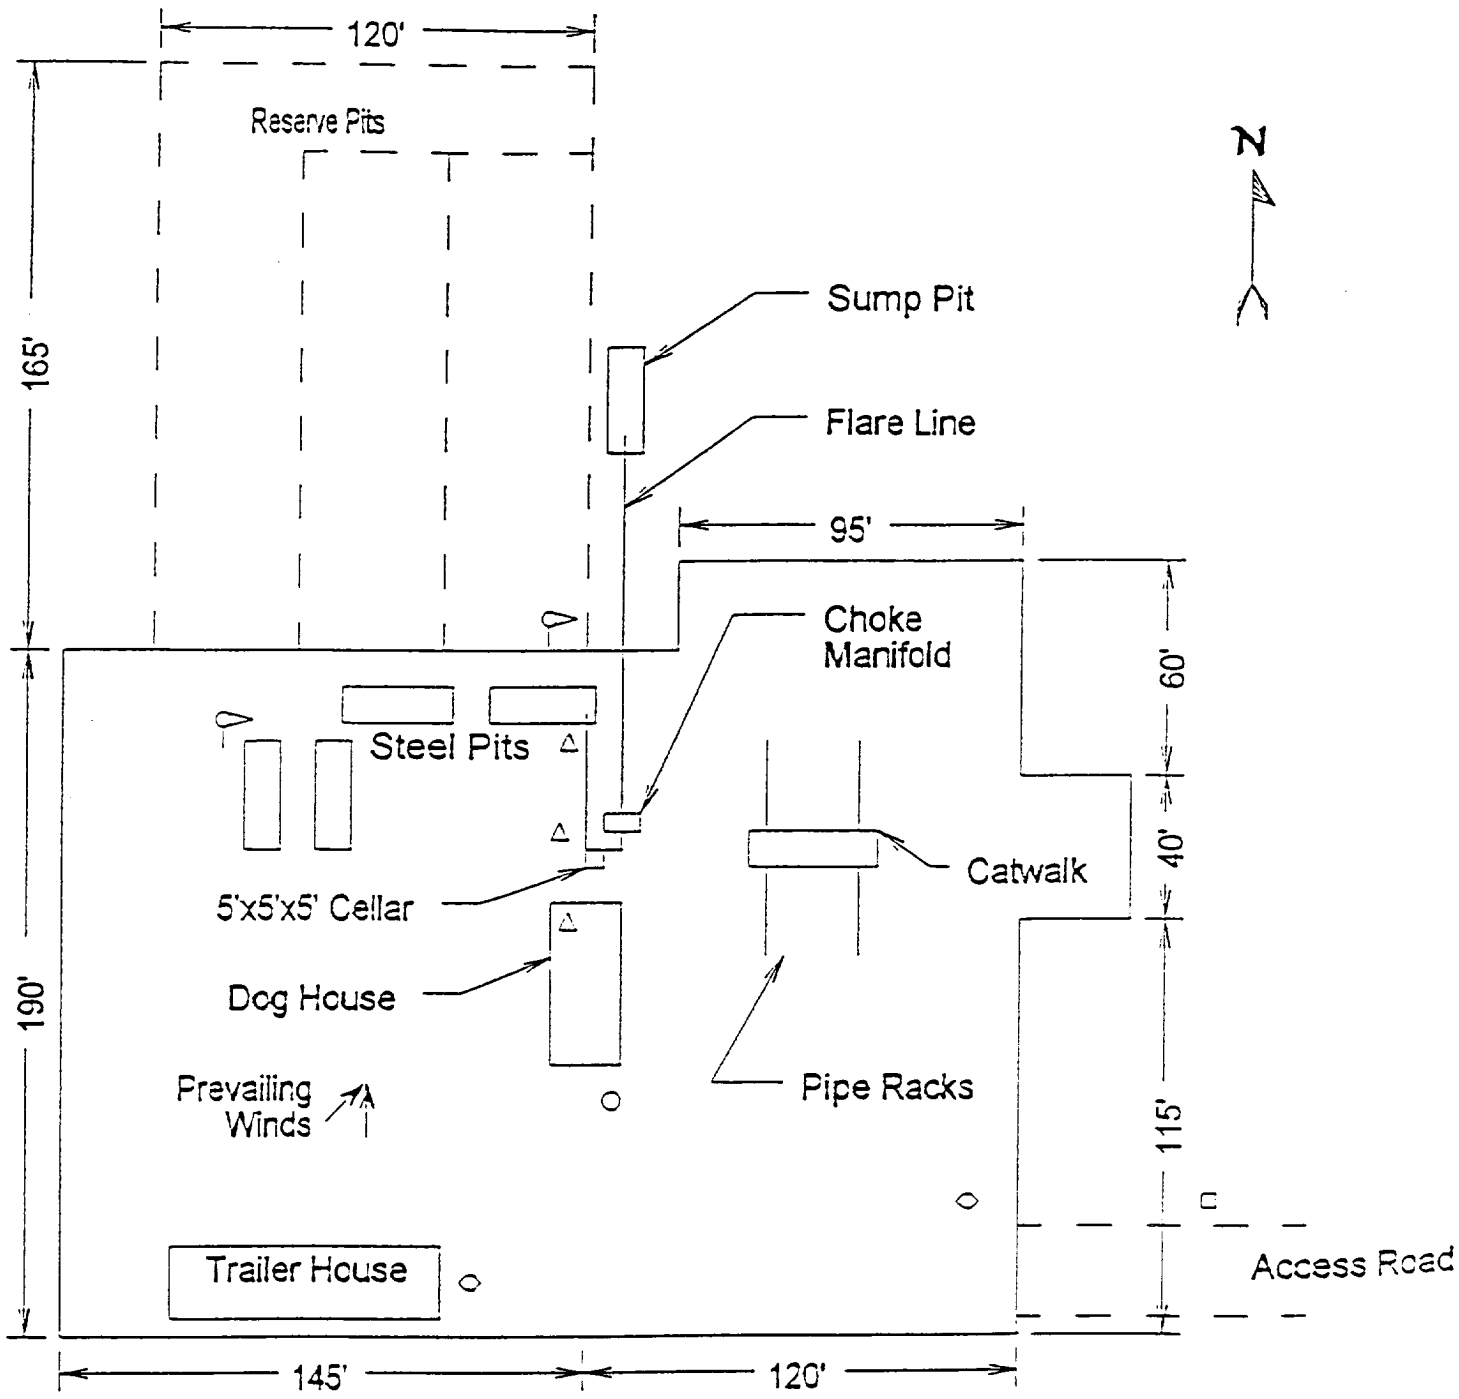 120'
Reserve Pits
N
165'
Sump Pit
Flare Line
95'
Choke
Manifold
60'
Steel Pits
40'
Catwalk
5'x5'x5' Cellar
190'
Dog House
Prevailing
Winds
Pipe Racks
115'
Trailer House
Access Road
145'
120'